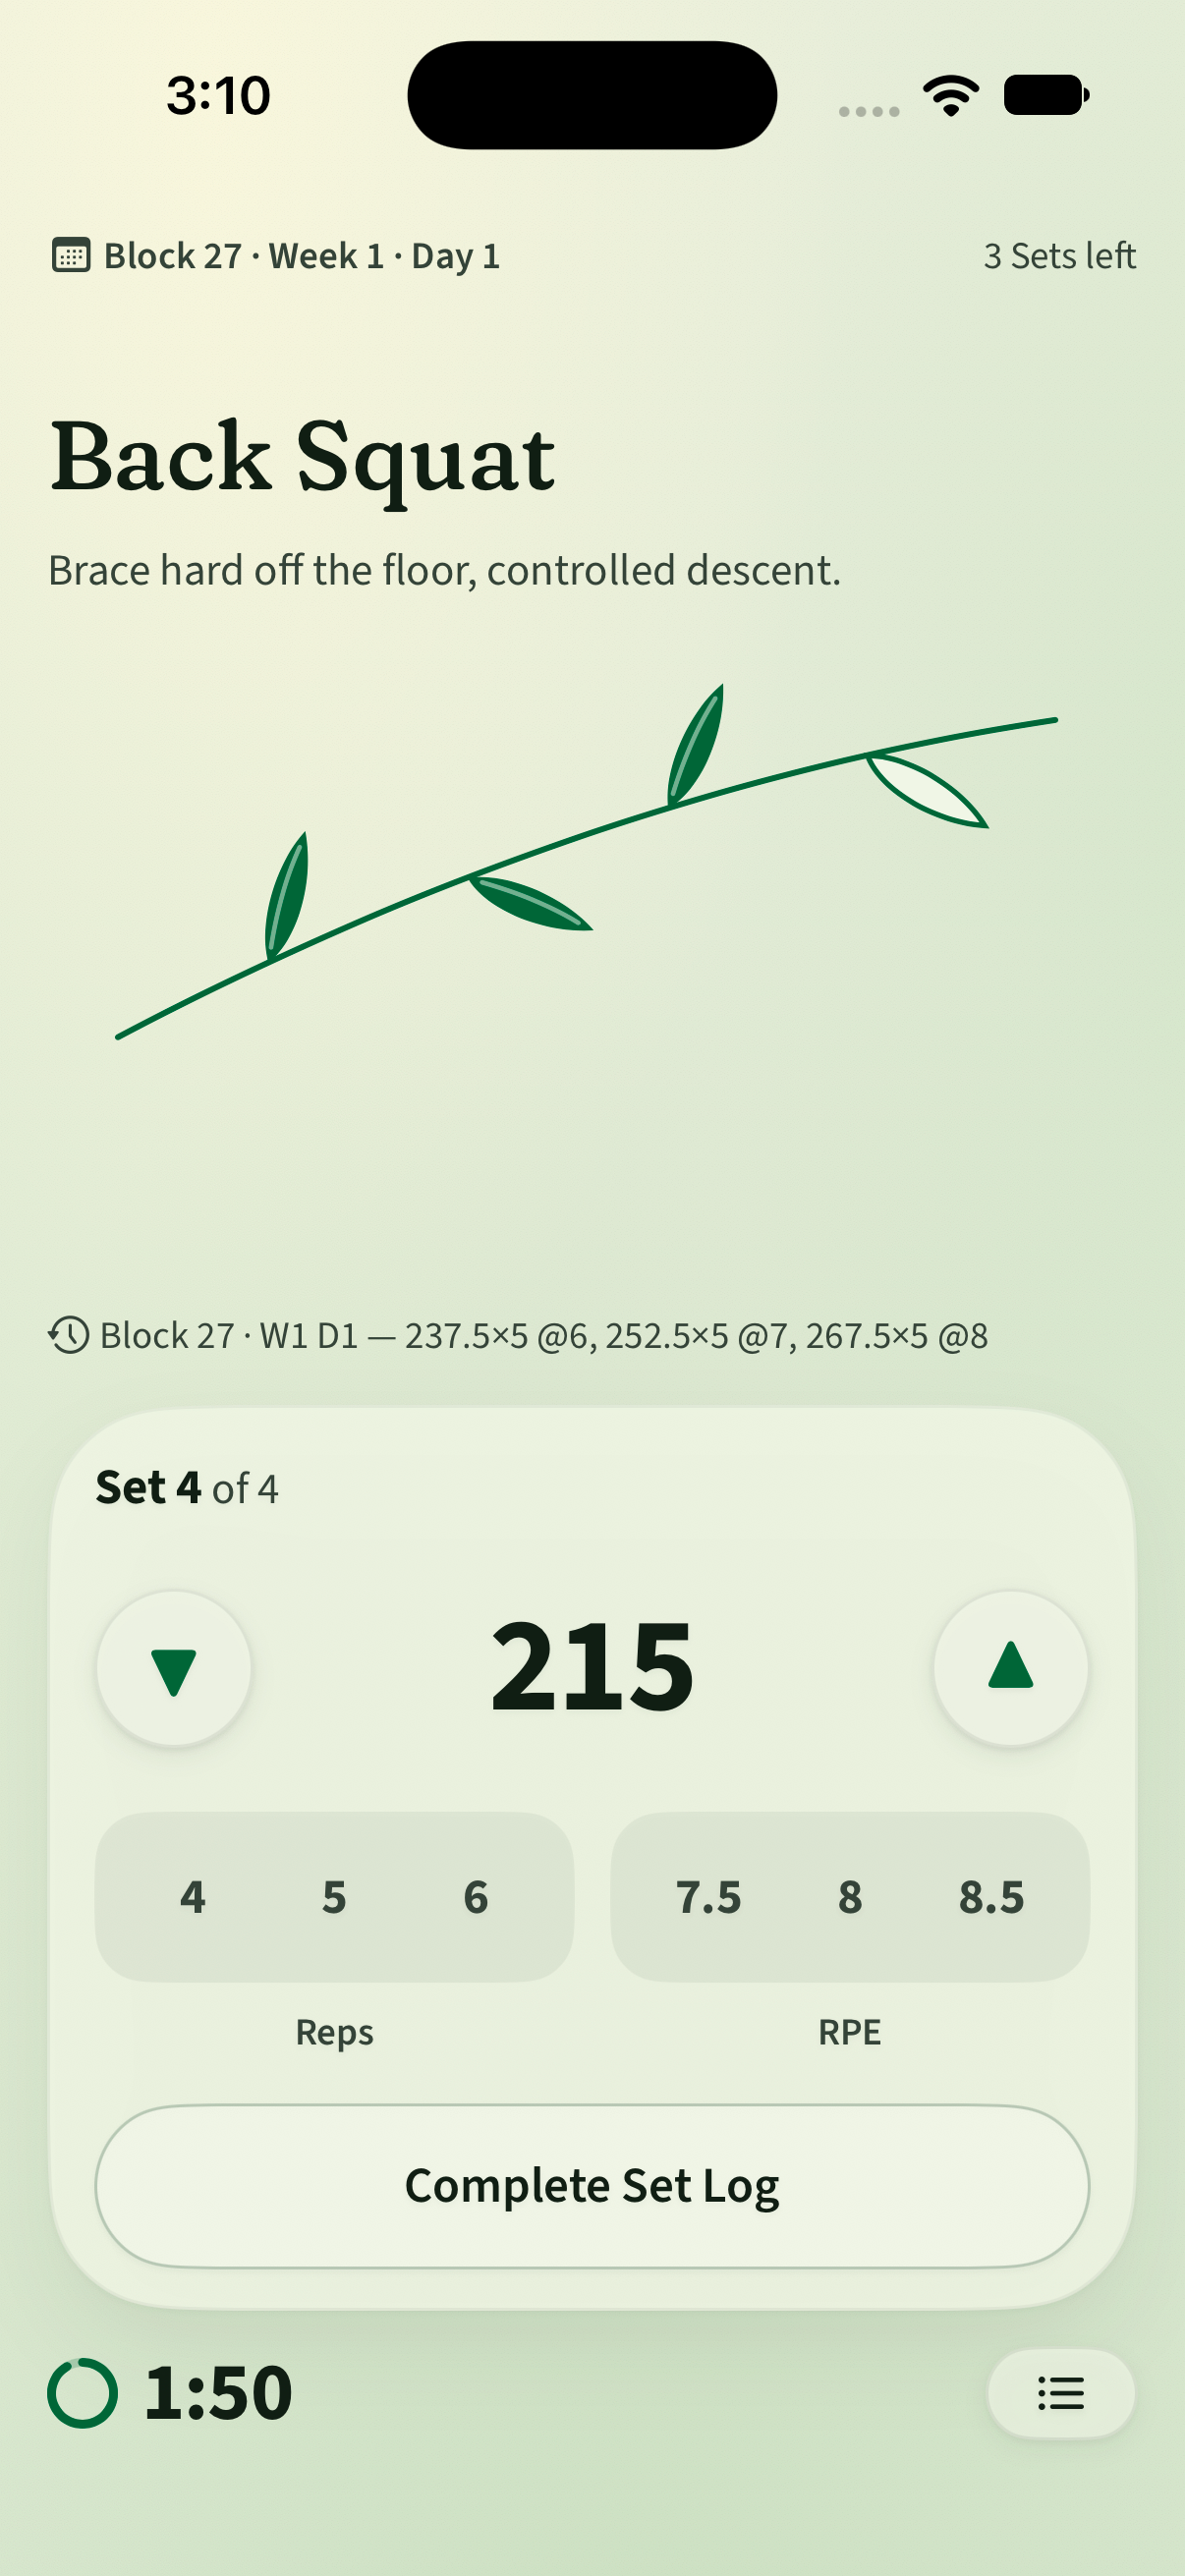 3:10
Block 27 · Week 1 · Day 1
3 Sets left
Back Squat
Brace hard off the floor, controlled descent.
Block 27 · W1 D1 — 237.5×5 @6, 252.5×5 @7, 267.5×5 @8
Set 4 of 4
215
4 5 6
7.5 8 8.5
Reps
RPE
Complete Set Log
1:50